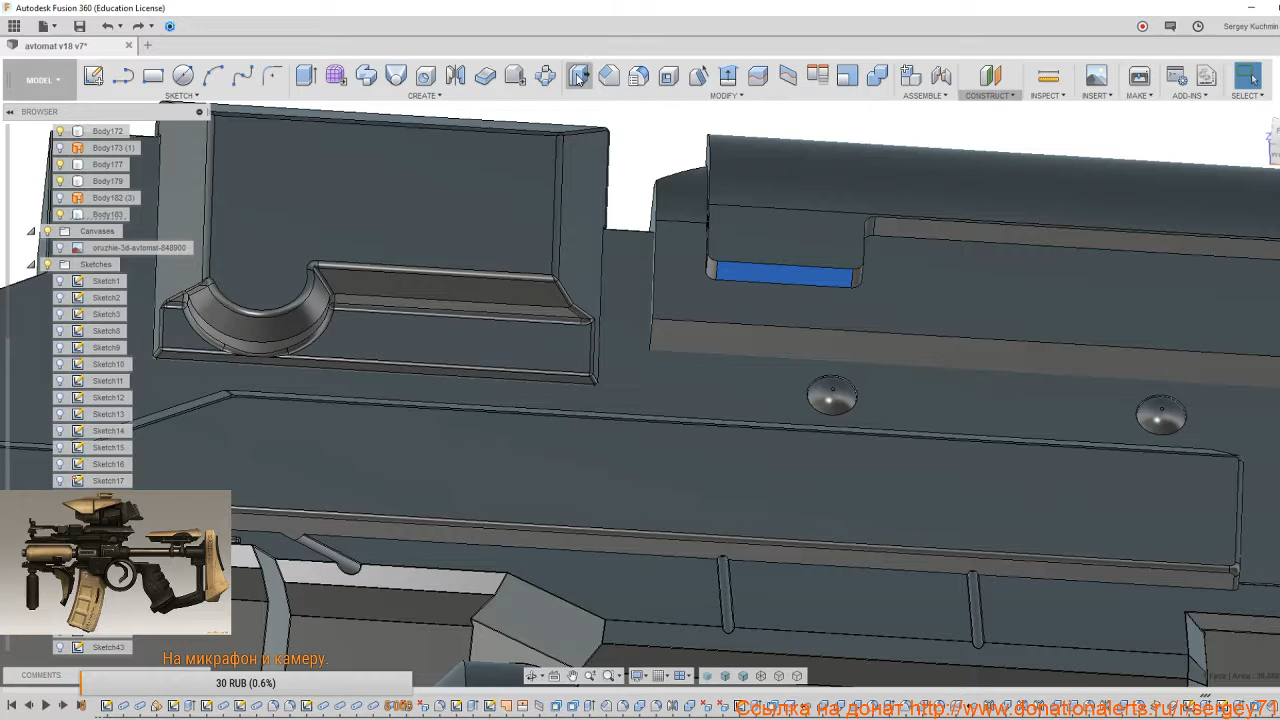 Autodesk Fusion 360 (Education License)
Sergey Kuchmin
avtomat v18 v7*
MODEL
SKETCH
CREATE
MODIFY
ASSEMBLE
CONSTRUCT
INSPECT
INSERT
MAKE
ADD-INS
SELECT
BROWSER
Body172
Body173 (1)
Body177
Body179
Body182 (3)
Body183
Canvases
oruzhie-3d-avtomat-848900
Sketches
Sketch1
Sketch2
Sketch3
Sketch8
Sketch9
Sketch10
Sketch11
Sketch12
Sketch13
Sketch14
Sketch15
Sketch16
Sketch17
Sketch43
На микрофон и камеру.
COMMENTS
30 RUB (0.6%)
Ссылка на донат http://www.donationalerts.ru/r/sergey71